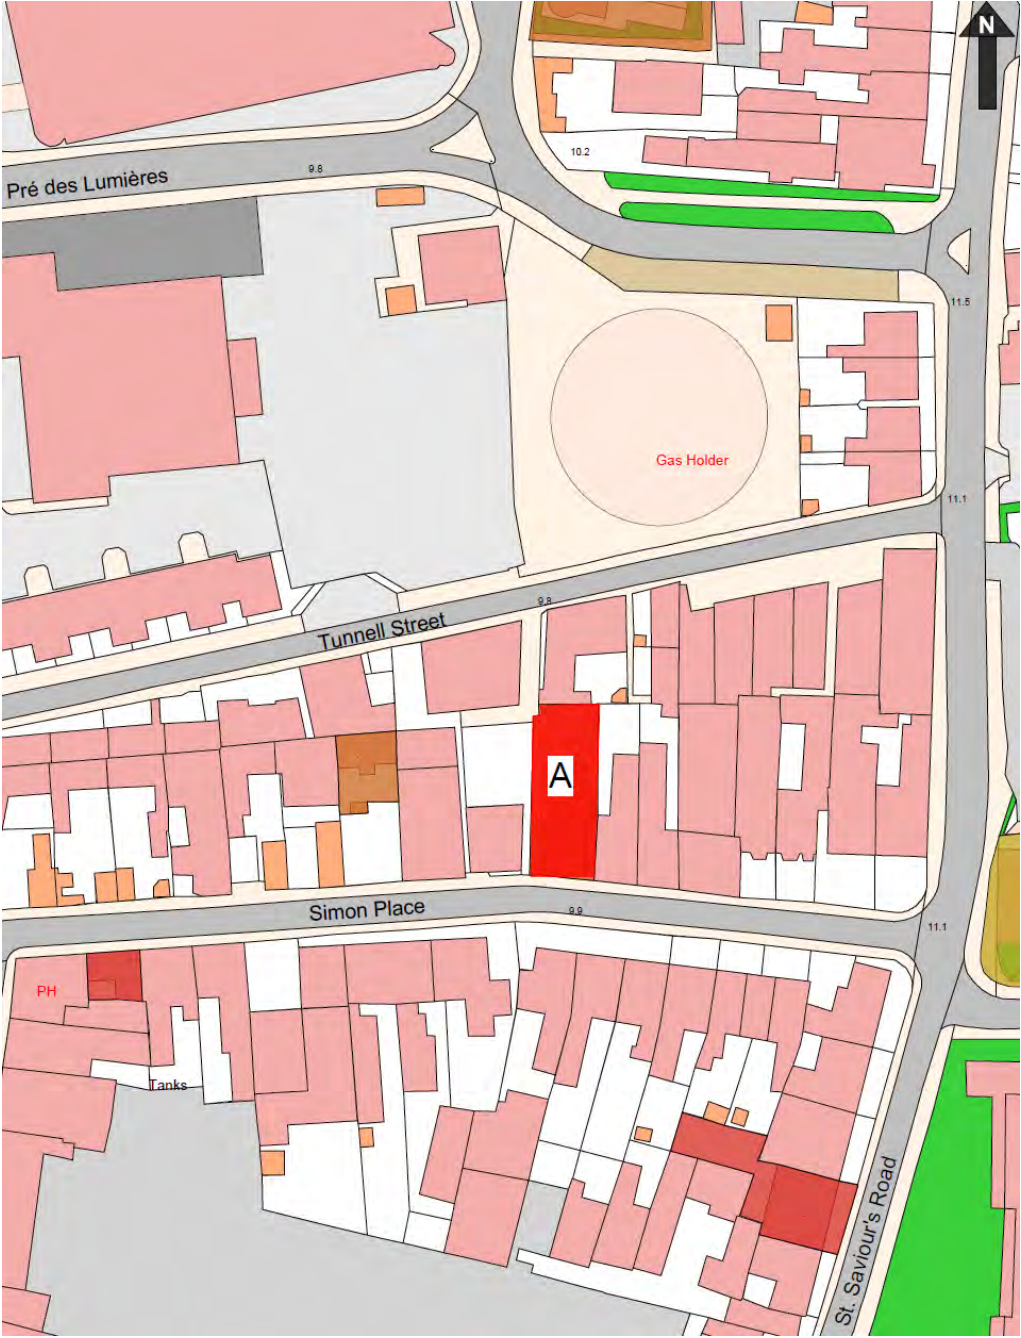 N
10.2
9.8
Pré des Lumières
11.5
Gas Holder
11.1
9.8
Tunnell Street
A
Simon Place
9.9
11.1
PH
Tanks
St. Saviour's Road